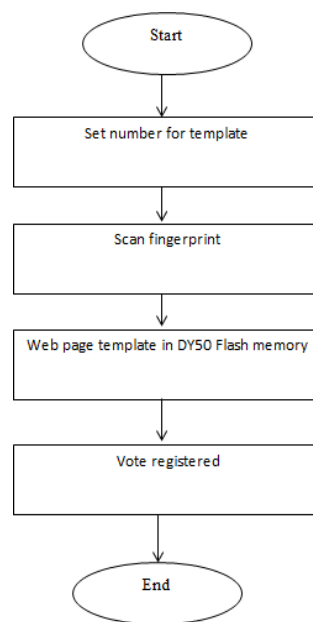 Start
Set number for template
Scan fingerprint
Web page template in DY50 Flash memory
Vote registered
End